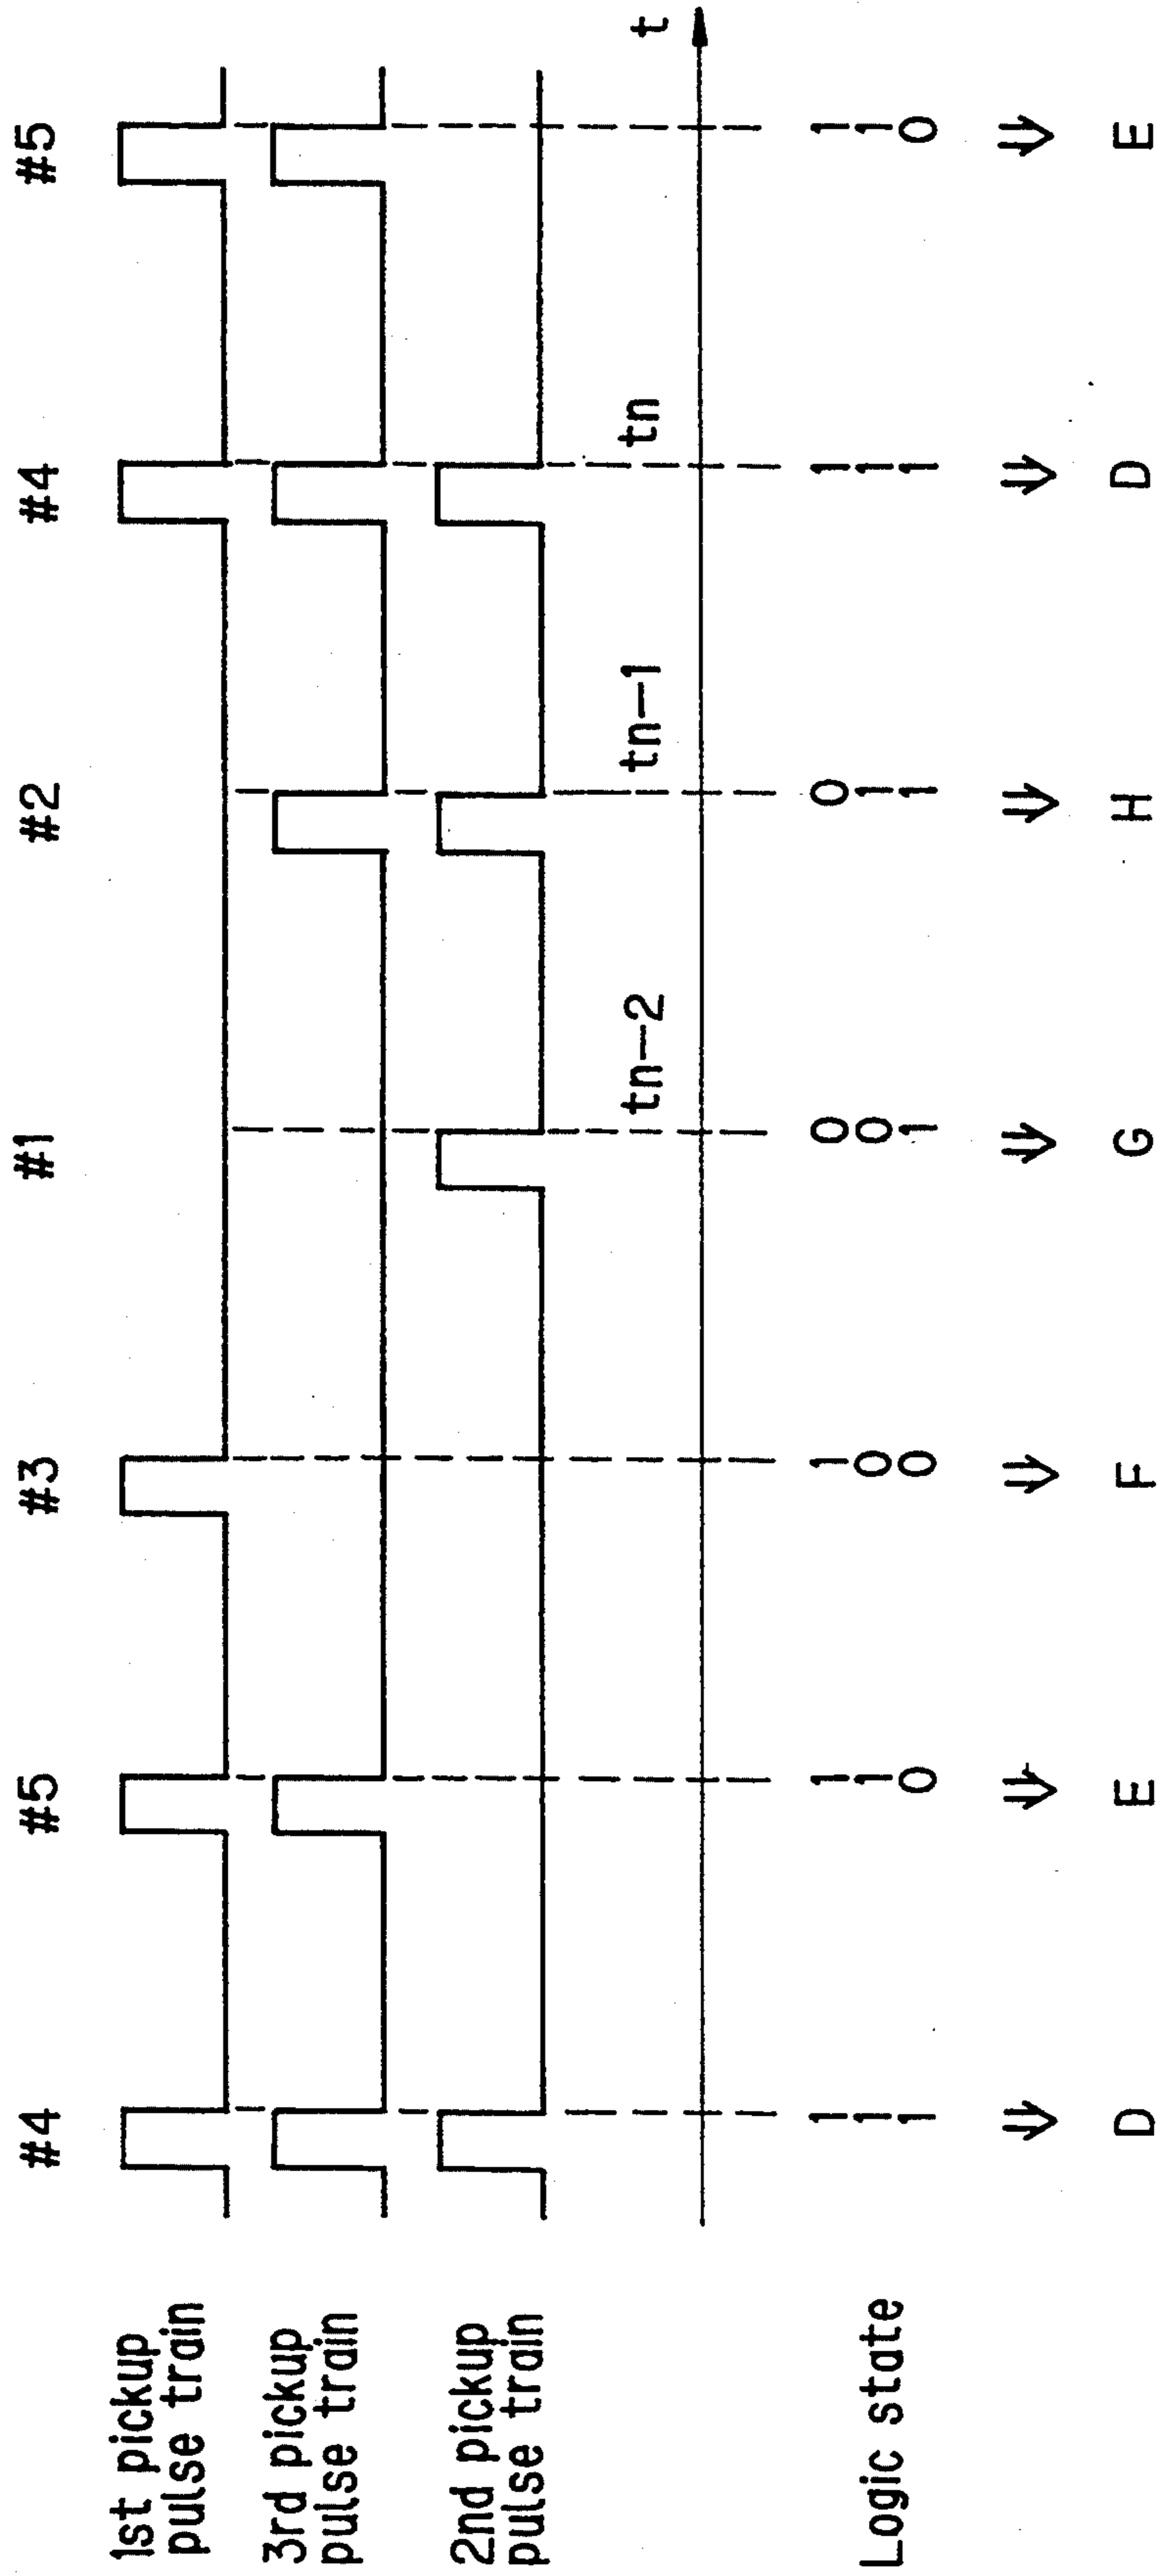 #4 #5 #3 #1 #2 #4 #5
1st pickup
pulse train
3rd pickup
pulse train
2nd pickup
pulse train
tn-2 tn-1 tn t
Logic state
1 1 1 0 0 1 1
1 1 0 0 1 1 1
1 0 0 1 1 1 0
D E F G H D E